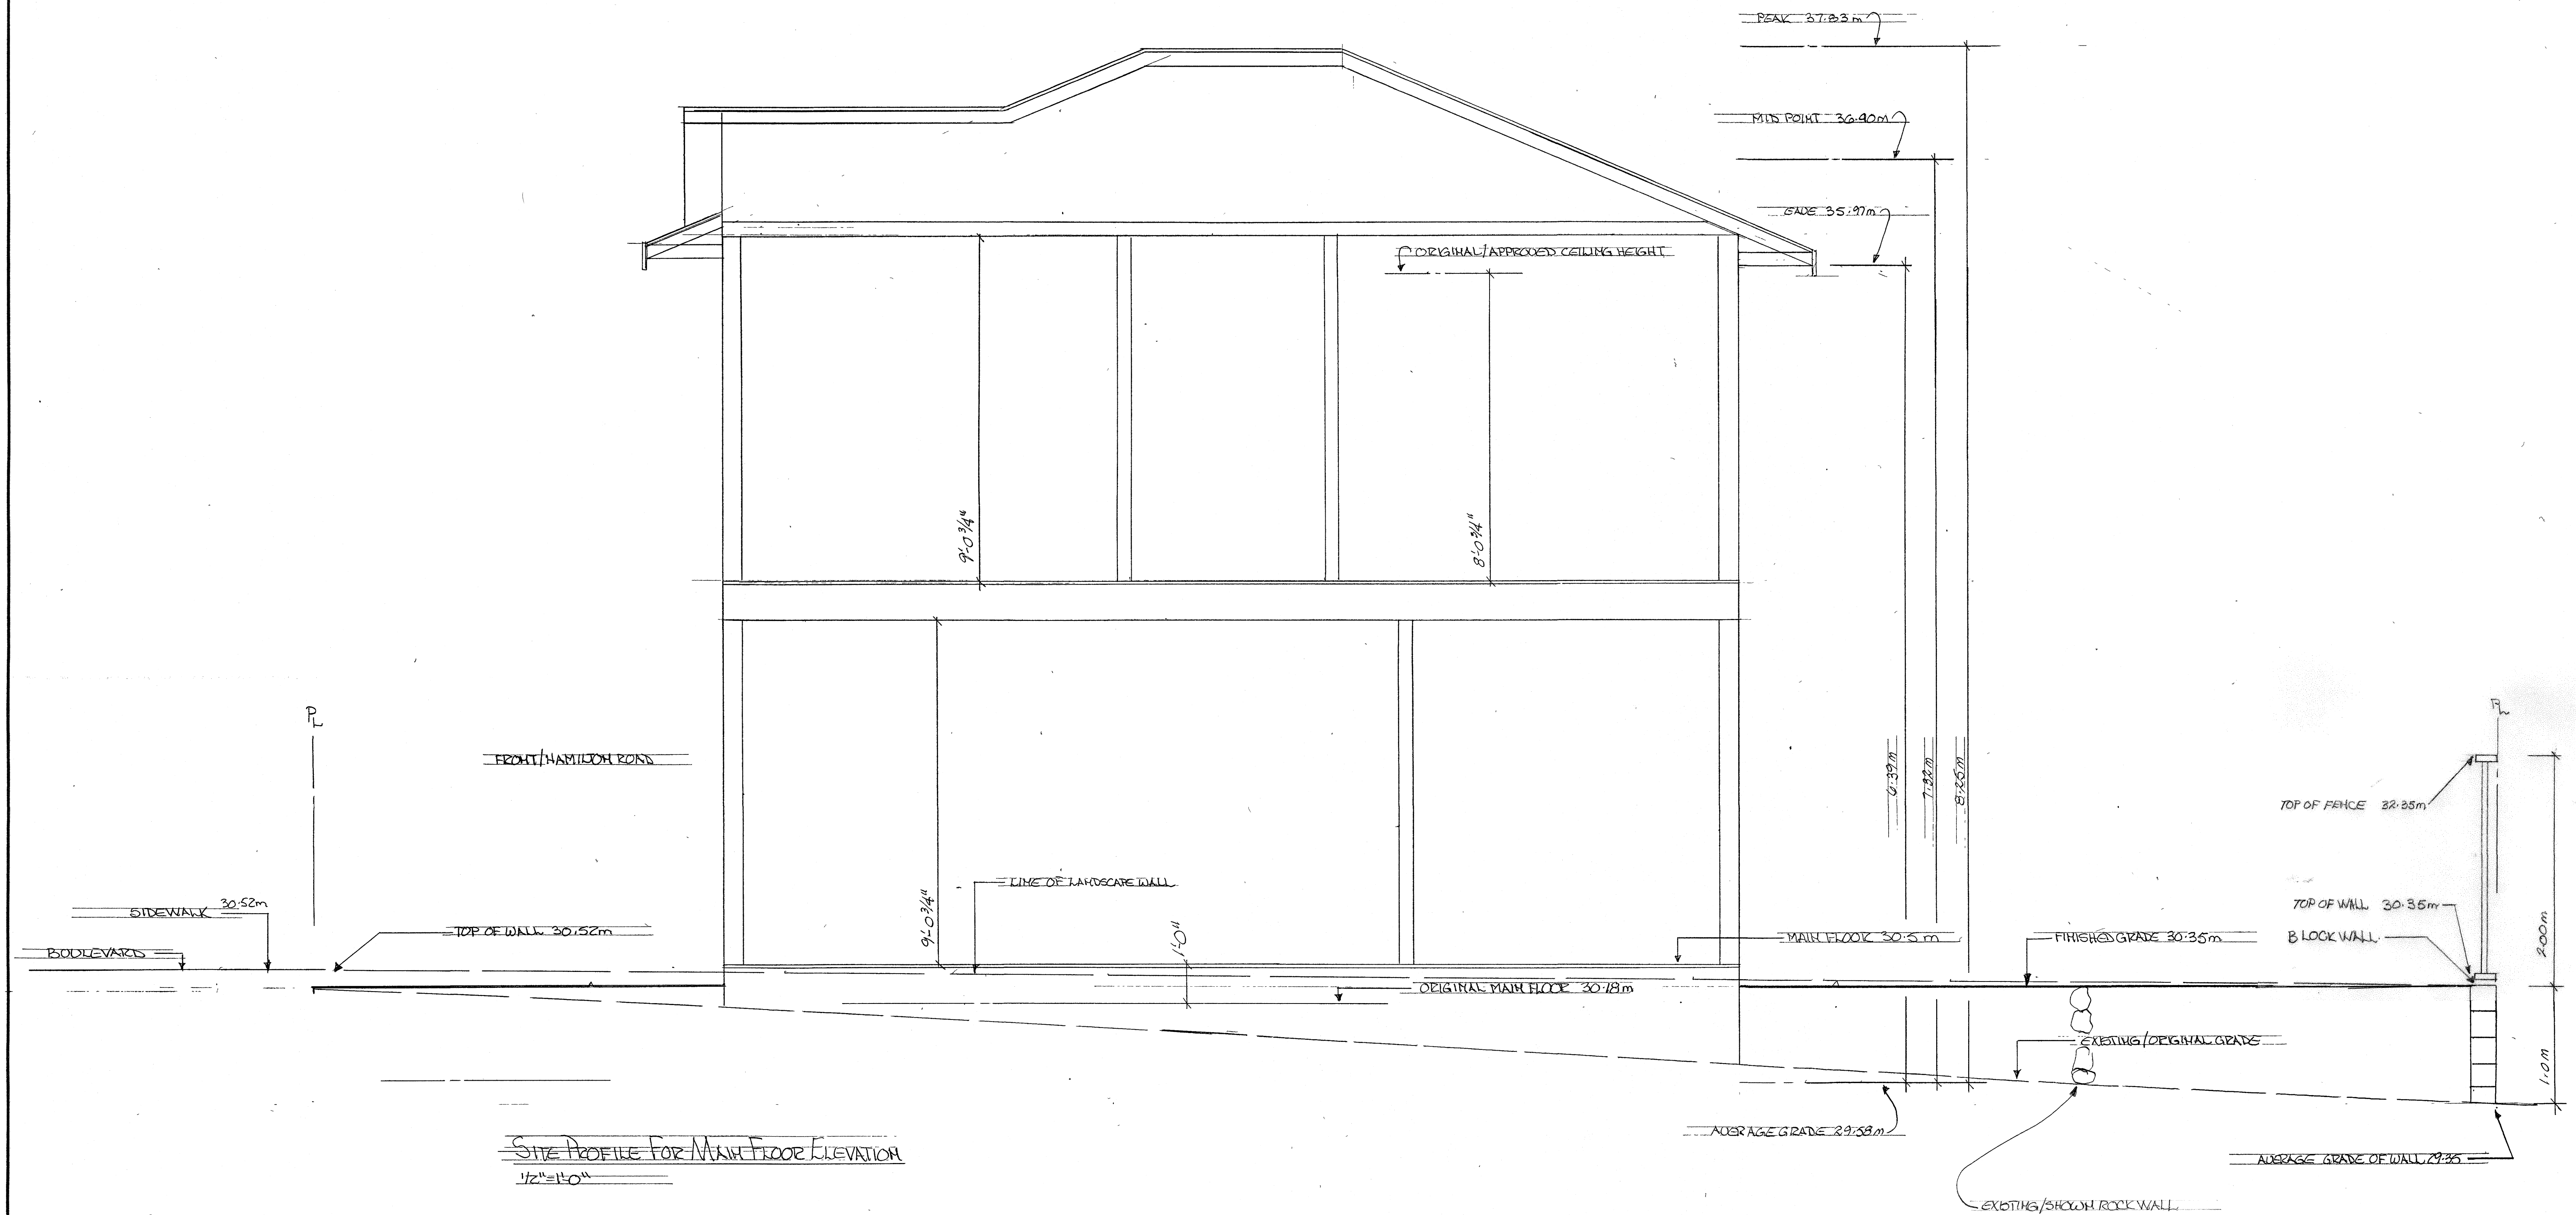 PEAK 37.83m
MID POINT 36.90m
EAVE 35.97m
ORIGINAL/APPROVED CEILING HEIGHT
9'-0 3/4"
8'-0 3/4"
PL
PL
FRONT/HAMILTON ROAD
6.39m
7.32m
8.25m
TOP OF FENCE 32.35m
LINE OF LANDSCAPE WALL
SIDEWALK 30.52m
TOP OF WALL 30.52m
9'-0 3/4"
1'-0"
TOP OF WALL 30.35m
BOULEVARD
MAIN FLOOR 30.5m
FINISHED GRADE 30.35m
BLOCK WALL
2.00m
ORIGINAL MAIN FLOOR 30.18m
EXISTING/ORIGINAL GRADE
1.0m
AVERAGE GRADE 29.58m
SITE PROFILE FOR MAIN FLOOR ELEVATION
1/2"=1'-0"
AVERAGE GRADE OF WALL 29.35
EXISTING/SHOWN ROCK WALL